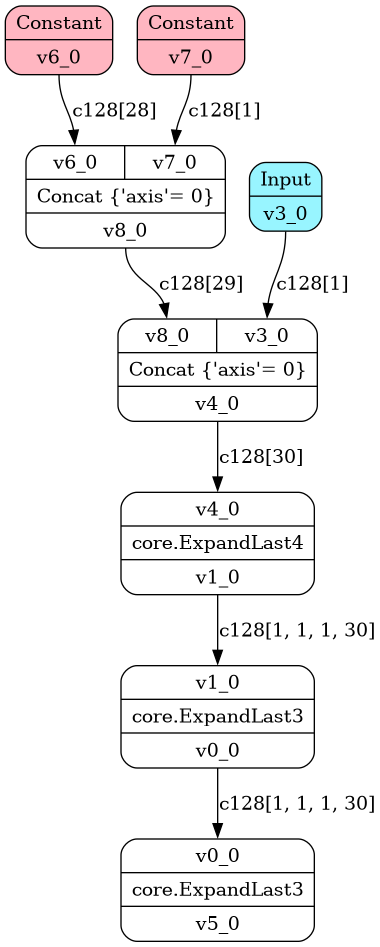 Constant
v6_0
Constant
v7_0
c128[28]
c128[1]
v6_0
v7_0
Concat {'axis'= 0}
v8_0
Input
v3_0
c128[29]
c128[1]
v8_0
v3_0
Concat {'axis'= 0}
v4_0
c128[30]
v4_0
core.ExpandLast4
v1_0
c128[1, 1, 1, 30]
v1_0
core.ExpandLast3
v0_0
c128[1, 1, 1, 30]
v0_0
core.ExpandLast3
v5_0